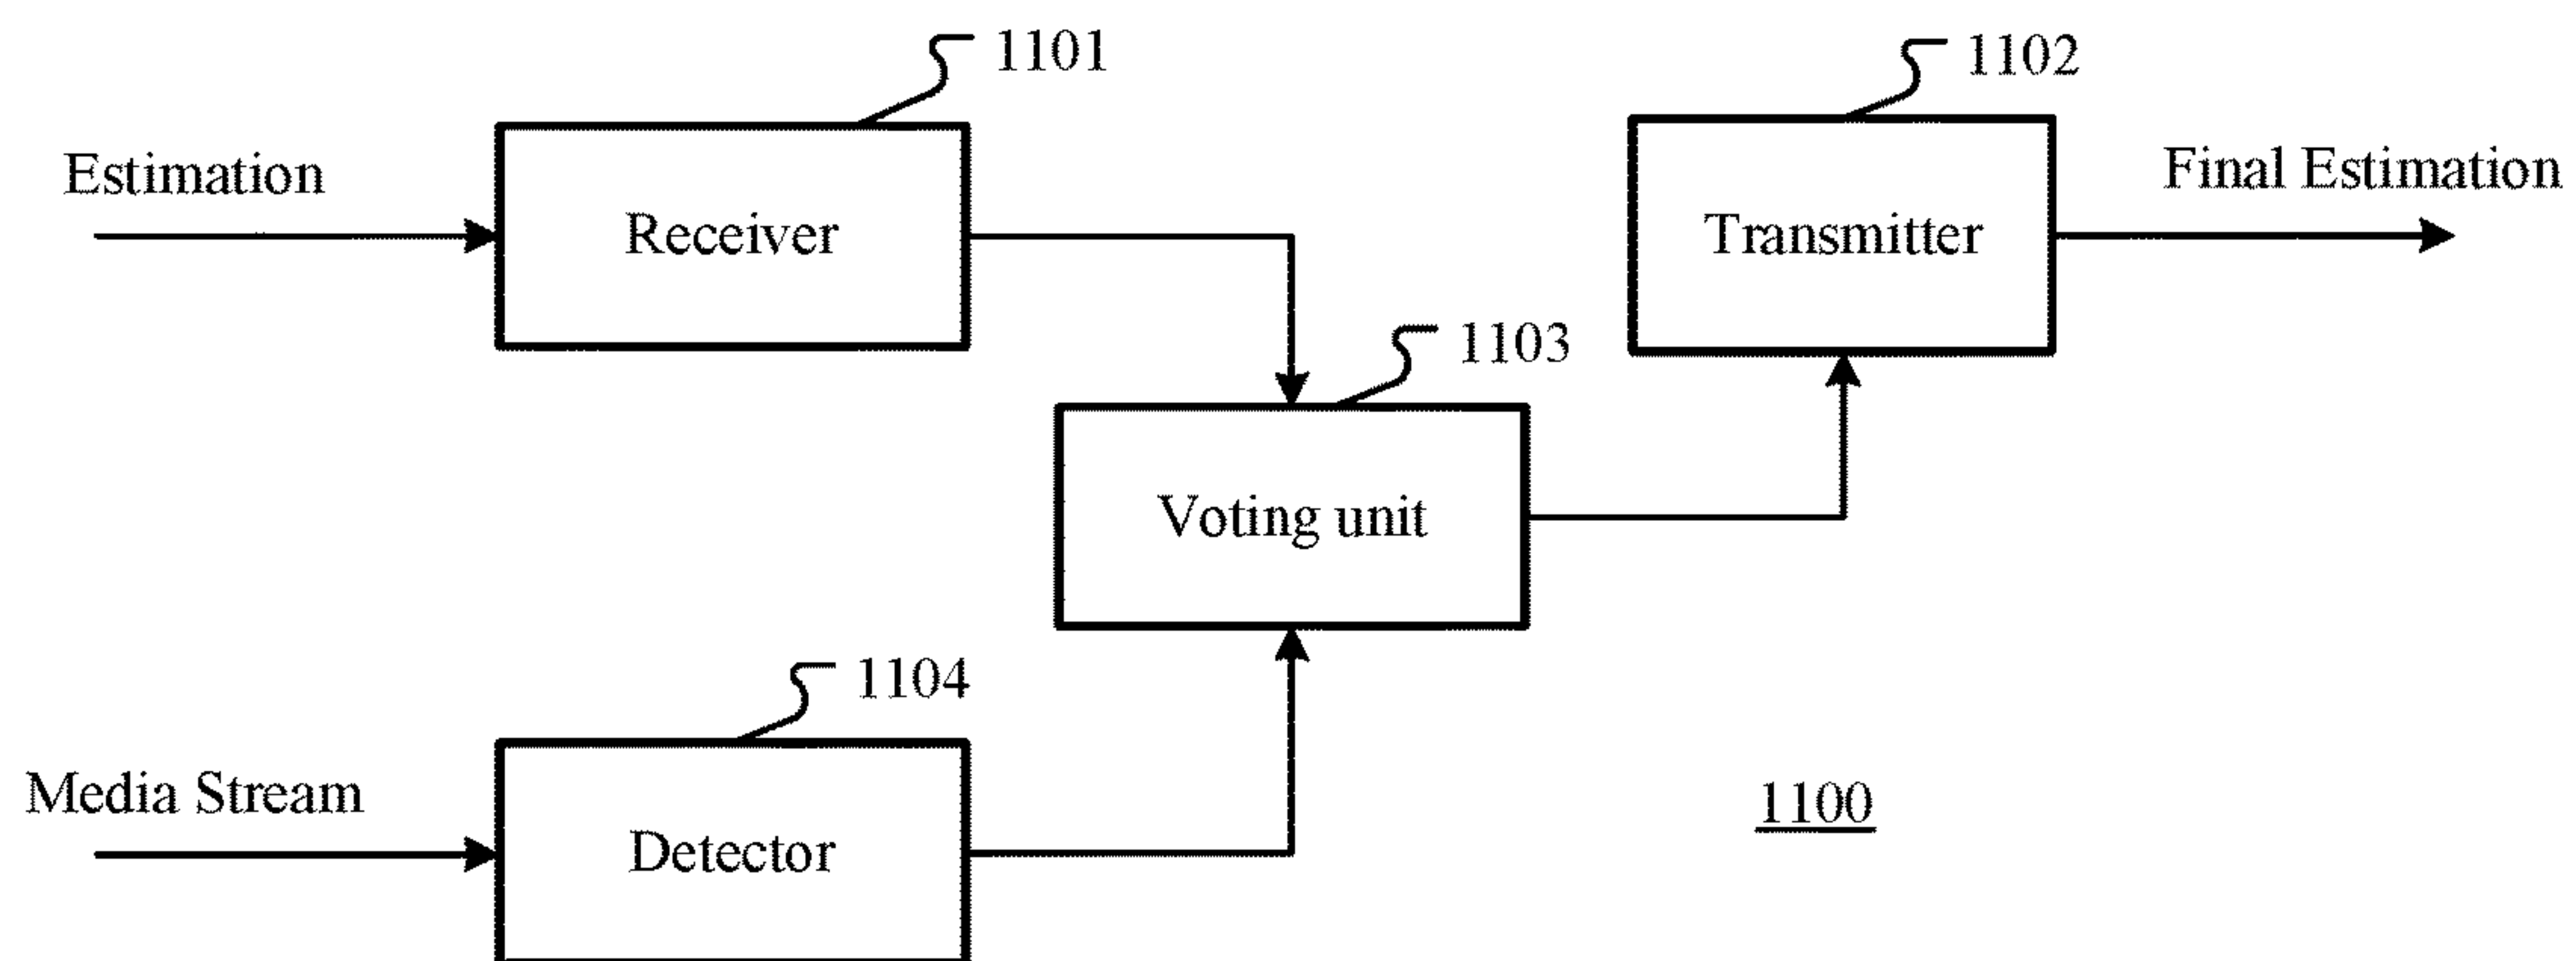 1101
1102
Estimation
Receiver
Transmitter
Final Estimation
1103
Voting unit
1104
Media Stream
Detector
1100